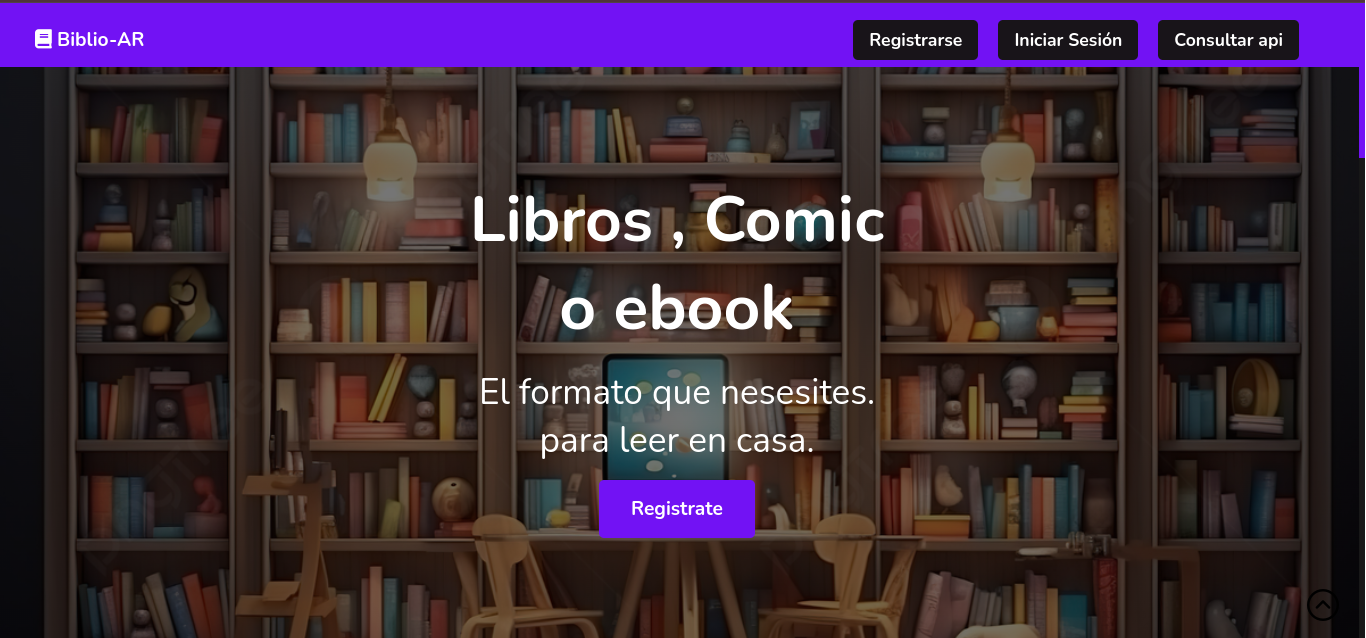 Biblio-AR
Registrarse
Iniciar Sesión
Consultar api
Libros , Comic
o ebook
El formato que nesesites.
para leer en casa.
Registrate